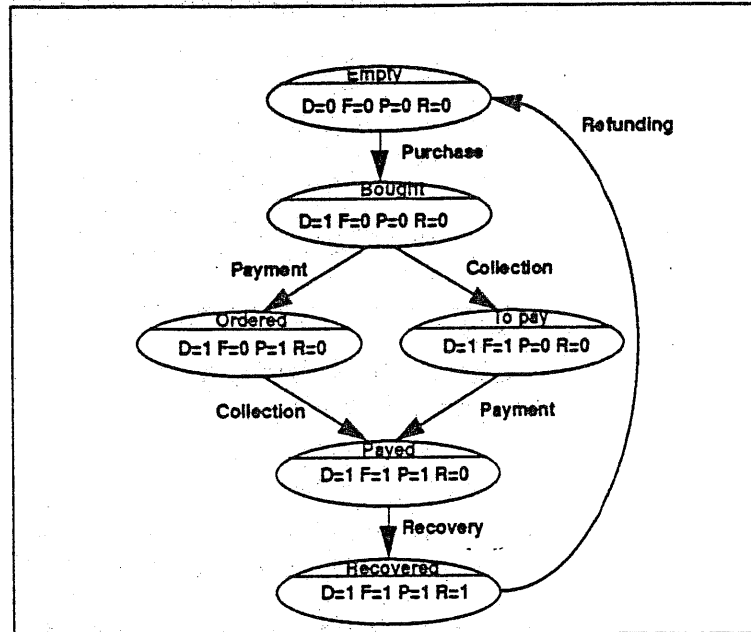 Empty
D=0 F=0 P=0 R=0
Refunding
Purchase
Bought
D=1 F=0 P=0 R=0
Payment
Collection
Ordered
D=1 F=0 P=1 R=0
To pay
D=1 F=1 P=0 R=0
Collection
Payment
Payed
D=1 F=1 P=1 R=0
Recovery
Recovered
D=1 F=1 P=1 R=1